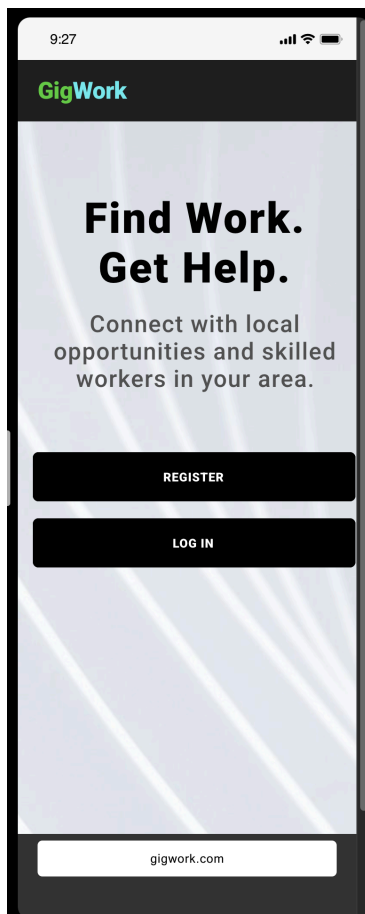 9:27
GigWork
Find Work.
Get Help.
Connect with local
opportunities and skilled
workers in your area.
REGISTER
LOG IN
gigwork.com